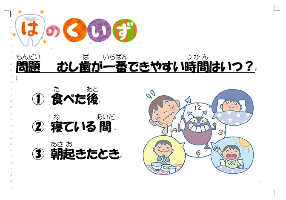 はのくいず
問題 むし歯が一番できやすい時間はいつ？
① 食べた後
② 寝ている間
③ 朝起きたとき